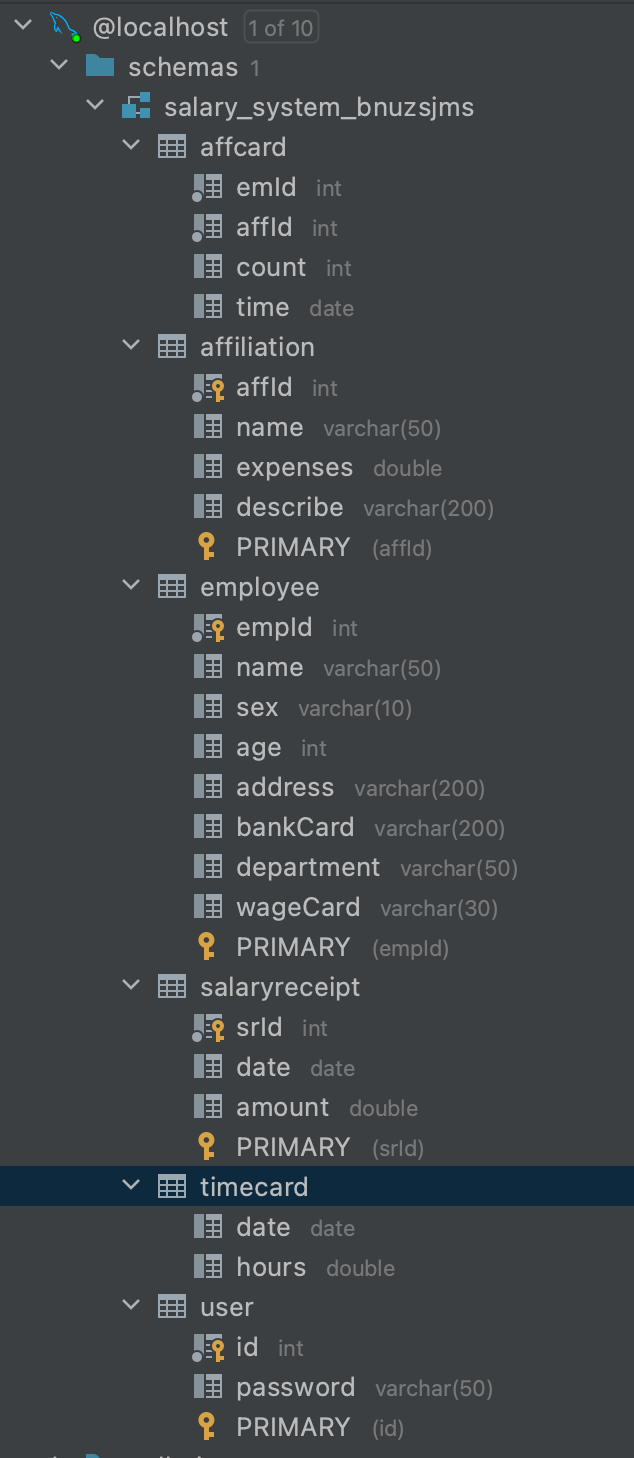 @localhost 1 of 10
schemas 1
salary_system_bnuzsjms
affcard
emId int
affId int
count int
time date
affiliation
affId int
name varchar(50)
expenses double
describe varchar(200)
PRIMARY (affId)
employee
empId int
name varchar(50)
sex varchar(10)
age int
address varchar(200)
bankCard varchar(200)
department varchar(50)
wageCard varchar(30)
PRIMARY (empId)
salaryreceipt
srId int
date date
amount double
PRIMARY (srId)
timecard
date date
hours double
user
id int
password varchar(50)
PRIMARY (id)